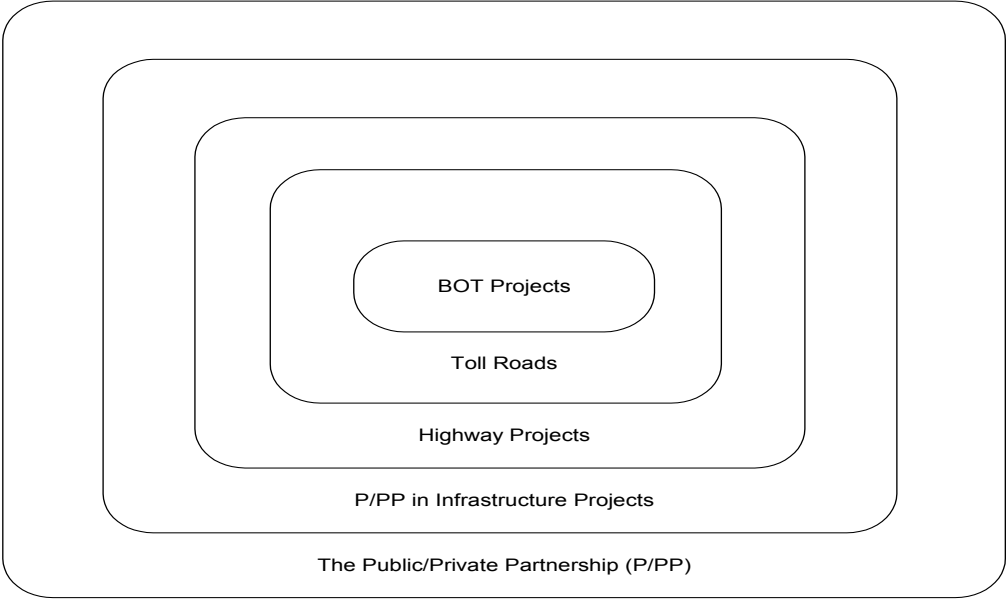 BOT Projects
Toll Roads
Highway Projects
P/PP in Infrastructure Projects
The Public/Private Partnership (P/PP)